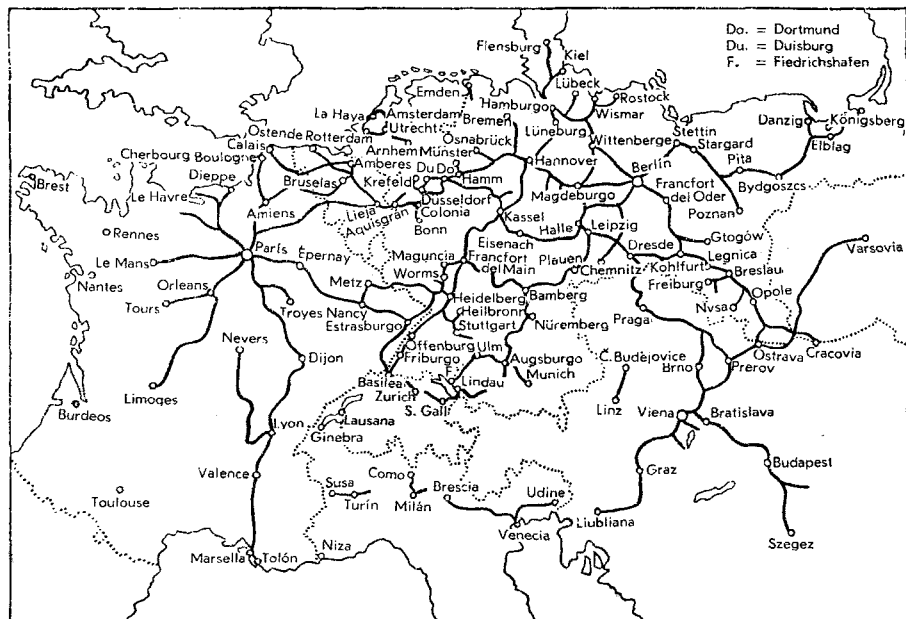 Do. = Dortmund
Du. = Duisburg
F. = Fiedrichshafen
Flensburg
Kiel
Lübeck
Rostock
Wismar
Emden
Hamburgo
Bremen
Lüneburg
Wittenberge
Stettin
Stargard
Danzig
Königsberg
Elblag
La Haya
Amsterdam
Utrecht
Osnabrück
Ostende
Rotterdam
Calais
Arnhem
Münster
Hannover
Berlín
Pita
Bydgoszcs
Cherbourg
Boulogne
Amberes
Du
Do
Hamm
Dieppe
Bruselas
Krefeld
Magdeburgo
Francfort
del Oder
Brest
Le Havre
Düsseldorf
Poznan
Amiens
Lieja
Aquisgrán
Colonia
Bonn
Kassel
Halle
Leipzig
Gtogów
Rennes
París
Épernay
Eisenach
Dresde
Legnica
Varsovia
Le Mans
Maguncia
Francfort
del Main
Plauen
Chemnitz
Kohlfurt
Breslau
Nantes
Orleans
Metz
Worms
Freiburg
Opole
Tours
Troyes
Nancy
Heidelberg
Bamberg
Nvsa
Estrasburgo
Heilbronn
Stuttgart
Nüremberg
Praga
Nevers
Offenburg
Ulm
Dijon
Friburgo
Augsburgo
Č. Budějovice
Brno
Prerov
Ostrava
Cracovia
Limoges
Basilea
F.
Lindau
Munich
Zurich
Linz
Burdeos
S. Gall
Viena
Bratislava
Lyon
Lausana
Ginebra
Valence
Como
Graz
Budapest
Toulouse
Susa
Turín
Milán
Brescia
Udine
Liubliana
Venecia
Szegez
Marsella
Tolón
Niza